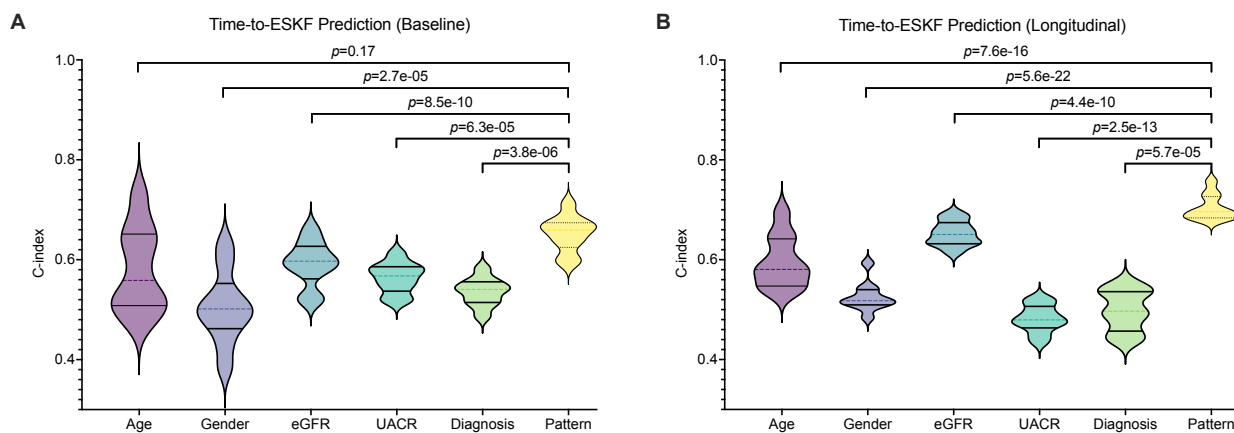 A
Time-to-ESKF Prediction (Baseline)
p=0.17
p=2.7e-05
p=8.5e-10
p=6.3e-05
p=3.8e-06
C-index
1.0
0.8
0.6
0.4
Age Gender eGFR UACR Diagnosis Pattern
B
Time-to-ESKF Prediction (Longitudinal)
p=7.6e-16
p=5.6e-22
p=4.4e-10
p=2.5e-13
p=5.7e-05
C-index
1.0
0.8
0.6
0.4
Age Gender eGFR UACR Diagnosis Pattern